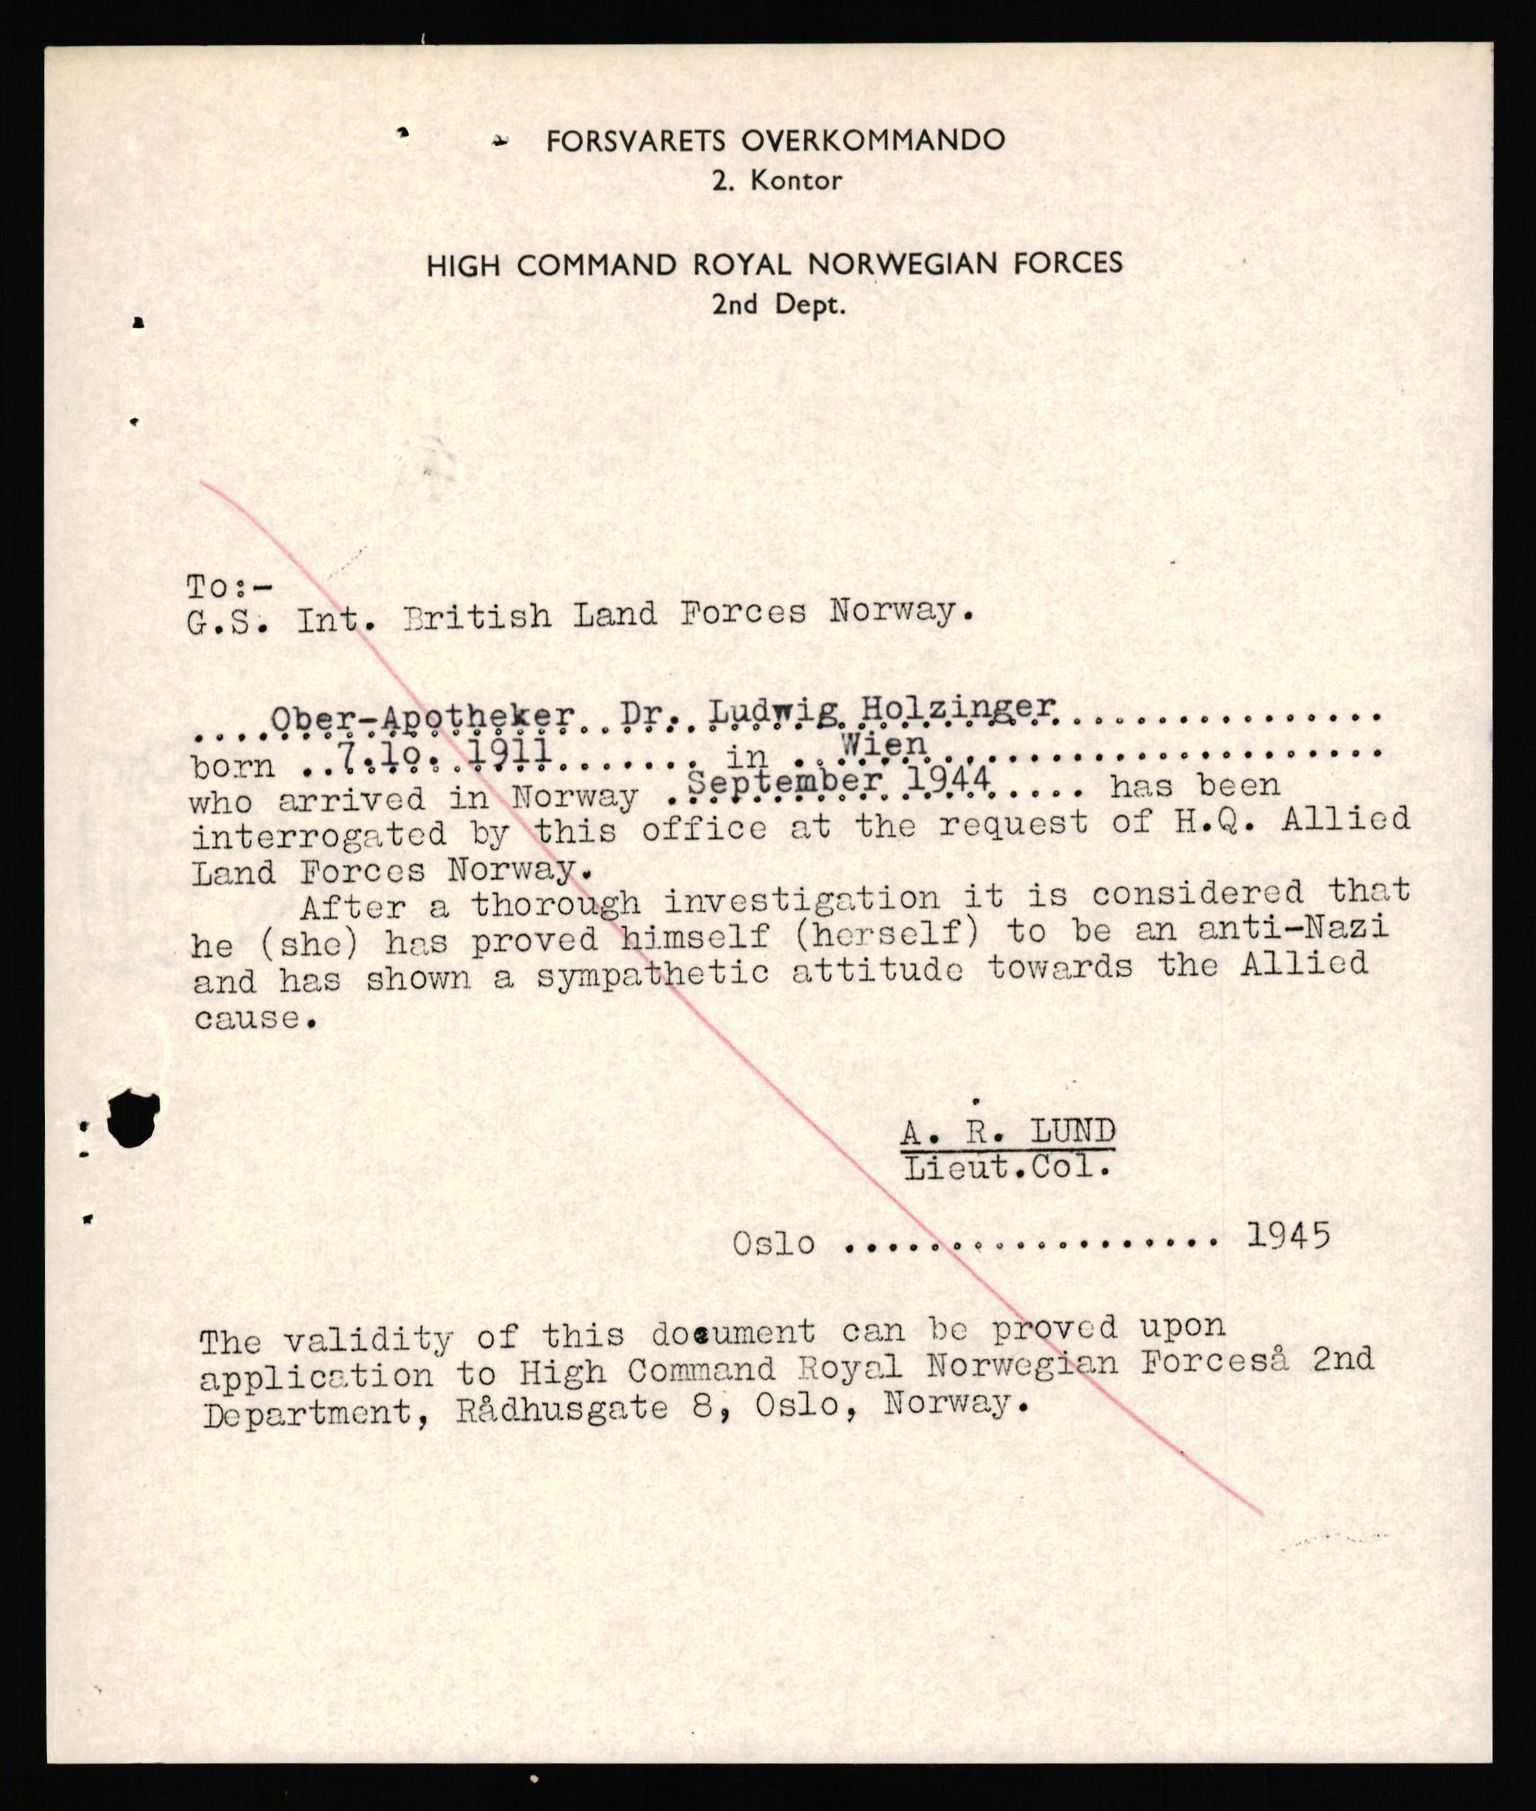 FORSVARETS OVERKOMMANDO
2. Kontor
HIGH COMMAND ROYAL NORWEGIAN FORCES
2nd Dept.
To:-
G.S. Int. British Land Forces Norway.
....Ober-Apotheker Dr. Ludwig Holzinger................
born ..7.10. 1911....... in ..Wien.....................
who arrived in Norway .September 1944..... has been
interrogated by this office at the request of H.Q. Allied
Land Forces Norway.
After a thorough investigation it is considered that
he (she) has proved himself (herself) to be an anti-Nazi
and has shown a sympathetic attitude towards the Allied
cause.
A. R. LUND
Lieut.Col.
Oslo .................. 1945
The validity of this document can be proved upon
application to High Command Royal Norwegian Forceså 2nd
Department, Rådhusgate 8, Oslo, Norway.